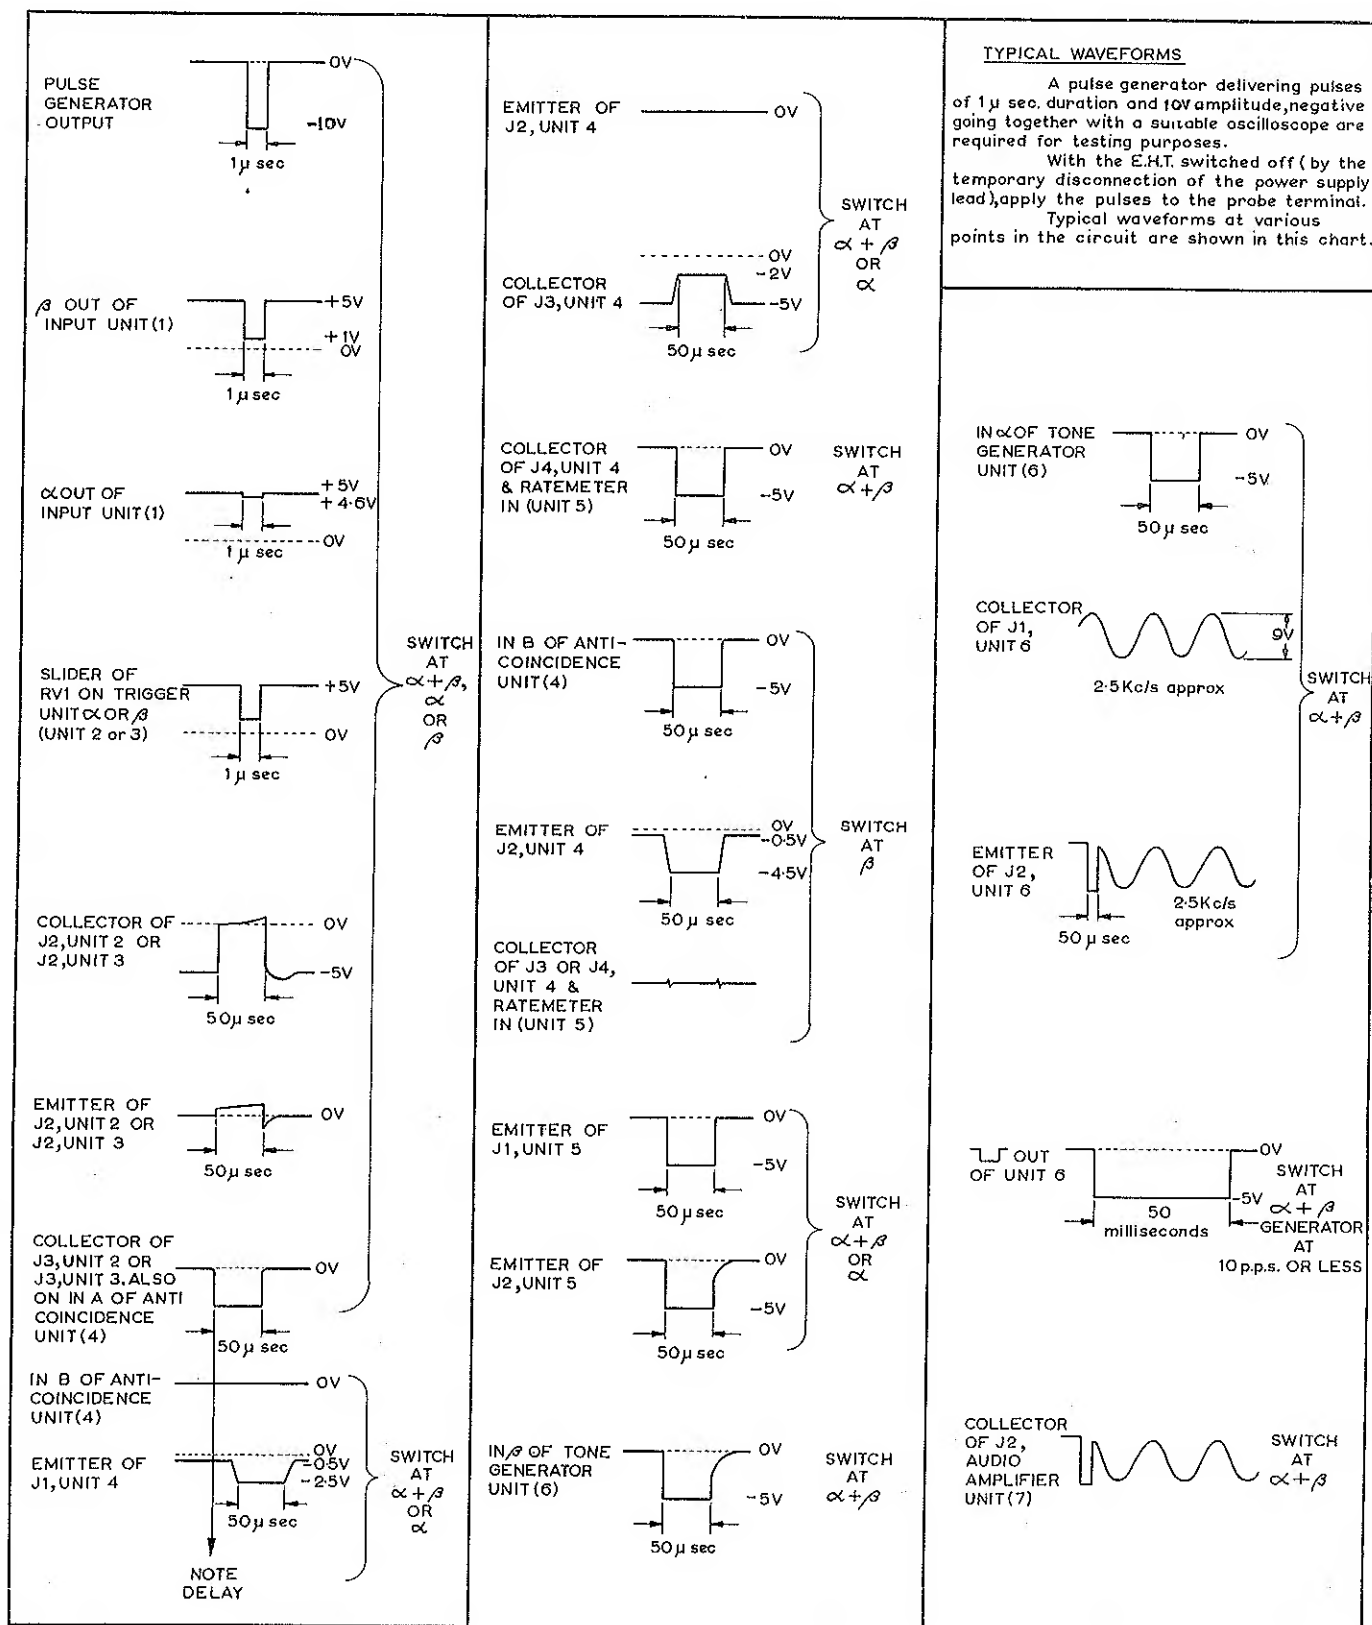 PULSE
GENERATOR
OUTPUT
0V
-10V
1µ sec
β OUT OF
INPUT UNIT(1)
+5V
+1V
0V
1µ sec
α OUT OF
INPUT UNIT(1)
+5V
+4·6V
0V
1µ sec
SLIDER OF
RV1 ON TRIGGER
UNIT α OR β
(UNIT 2 or 3)
+5V
0V
1µ sec
SWITCH
AT
α+β,
α
OR
β
COLLECTOR OF
J2,UNIT 2 OR
J2,UNIT 3
0V
-5V
50µ sec
EMITTER OF
J2,UNIT 2 OR
J2,UNIT 3
0V
50µ sec
COLLECTOR OF
J3,UNIT 2 OR
J3,UNIT 3.ALSO
ON IN A OF ANTI
COINCIDENCE
UNIT(4)
0V
50µ sec
IN B OF ANTI-
COINCIDENCE
UNIT(4)
0V
EMITTER OF
J1,UNIT 4
0V
-0·5V
-2·5V
50µ sec
SWITCH
AT
α+β
OR
α
NOTE
DELAY
EMITTER OF
J2, UNIT 4
0V
COLLECTOR
OF J3,UNIT 4
0V
-2V
-5V
50µ sec
SWITCH
AT
α+β
OR
α
COLLECTOR
OF J4,UNIT 4
& RATEMETER
IN (UNIT 5)
0V
-5V
50µ sec
SWITCH
AT
α+β
IN B OF ANTI-
COINCIDENCE
UNIT(4)
0V
-5V
50µ sec
EMITTER OF
J2,UNIT 4
0V
-0·5V
-4·5V
50µ sec
SWITCH
AT
β
COLLECTOR
OF J3 OR J4,
UNIT 4 &
RATEMETER
IN (UNIT 5)
EMITTER OF
J1,UNIT 5
0V
-5V
50µ sec
EMITTER OF
J2,UNIT 5
0V
-5V
50µ sec
SWITCH
AT
α+β
OR
α
IN β OF TONE
GENERATOR
UNIT(6)
0V
-5V
50µ sec
SWITCH
AT
α+β
TYPICAL WAVEFORMS
A pulse generator delivering pulses
of 1µ sec. duration and 10V amplitude,negative
going together with a suitable oscilloscope are
required for testing purposes.
With the E.H.T. switched off (by the
temporary disconnection of the power supply
lead),apply the pulses to the probe terminal.
Typical waveforms at various
points in the circuit are shown in this chart.
IN α OF TONE
GENERATOR
UNIT(6)
0V
-5V
50µ sec
COLLECTOR
OF J1,
UNIT 6
9V
2·5Kc/s approx
SWITCH
AT
α+β
EMITTER
OF J2,
UNIT 6
2·5Kc/s
approx
50µ sec
OUT
OF UNIT 6
0V
-5V
50
milliseconds
SWITCH
AT
α+β
GENERATOR
AT
10 p.p.s. OR LESS
COLLECTOR
OF J2,
AUDIO
AMPLIFIER
UNIT(7)
SWITCH
AT
α+β